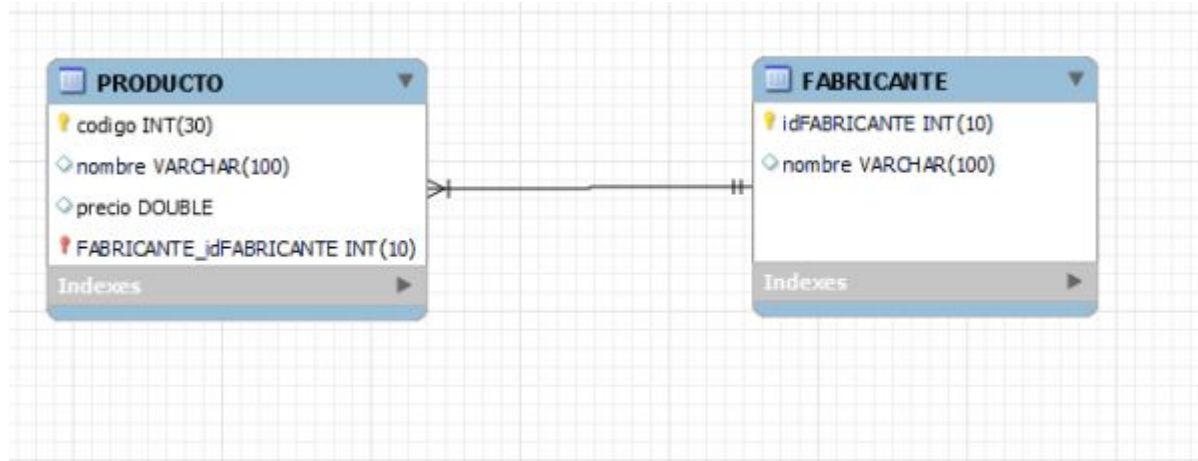 PRODUCTO
codigo INT(30)
nombre VARCHAR(100)
precio DOUBLE
FABRICANTE_idFABRICANTE INT(10)
Indexes
FABRICANTE
idFABRICANTE INT(10)
nombre VARCHAR(100)
Indexes